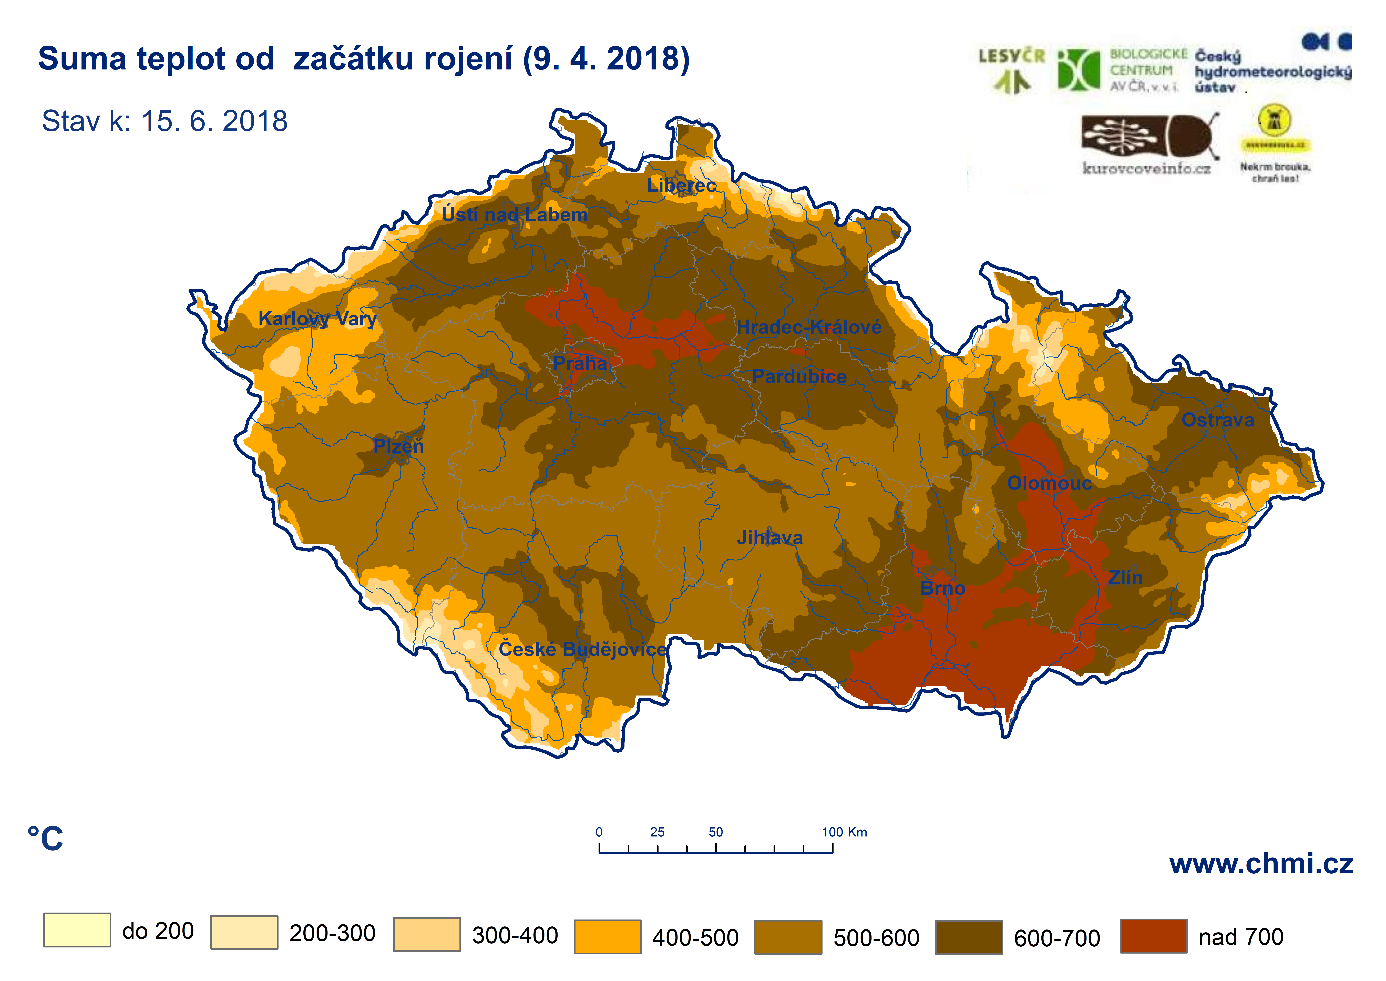 Suma teplot od  začátku rojení (9. 4. 2018)
Stav k: 15. 6. 2018
LESY ČR
BIOLOGICKÉ
CENTRUM
AV ČR, v. v. i.
Český
hydrometeorologický
ústav
kurovcoveinfo.cz
NEKRMBROUKA.CZ
Nekrm brouka,
chraň les!
Liberec
Ústí nad Labem
Karlovy Vary
Hradec-Králové
Praha
Pardubice
Plzeň
Ostrava
Olomouc
Jihlava
Zlín
Brno
České Budějovice
°C
0 25 50 100 Km
www.chmi.cz
do 200 200-300 300-400 400-500 500-600 600-700 nad 700